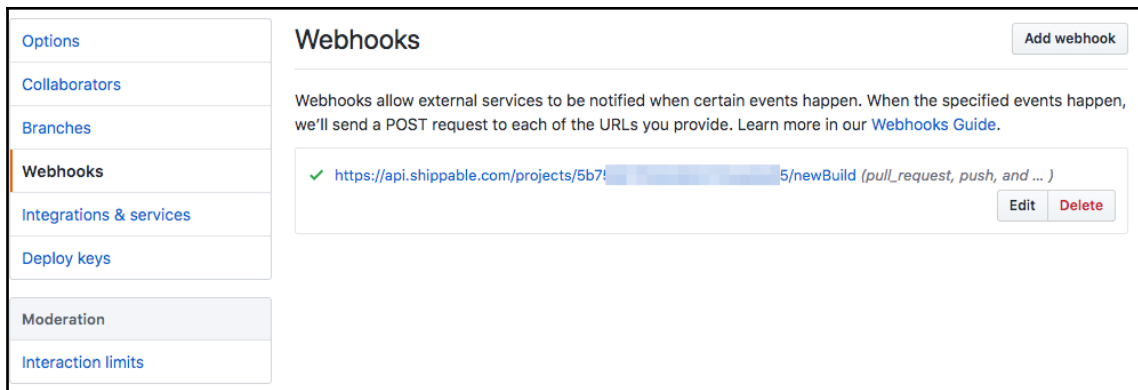 Options
Collaborators
Branches
Webhooks
Integrations & services
Deploy keys
Moderation
Interaction limits
Webhooks
Add webhook
Webhooks allow external services to be notified when certain events happen. When the specified events happen,
we'll send a POST request to each of the URLs you provide. Learn more in our Webhooks Guide.
https://api.shippable.com/projects/5b75 5/newBuild (pull_request, push, and ... )
Edit
Delete